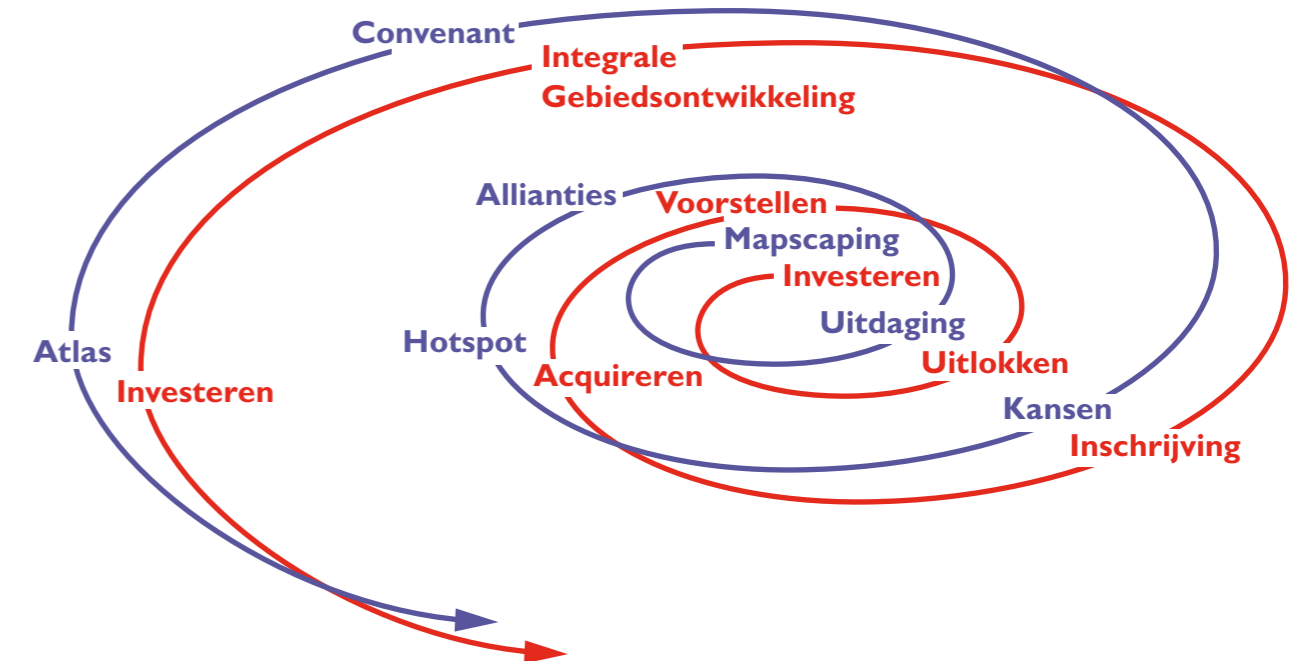 Convenant
Integrale
Gebiedsontwikkeling
Allianties
Voorstellen
Mapscaping
Investeren
Uitdaging
Hotspot
Atlas
Uitlokken
Acquireren
Investeren
Kansen
Inschrijving